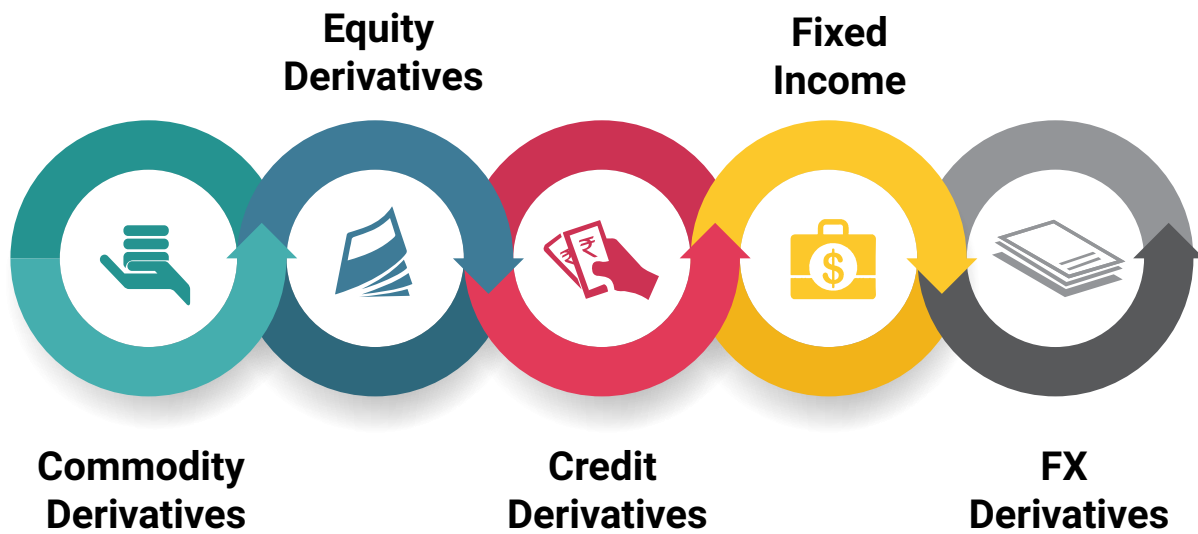 Equity
Derivatives
Fixed
Income
₹
₹
$
Commodity
Derivatives
Credit
Derivatives
FX
Derivatives